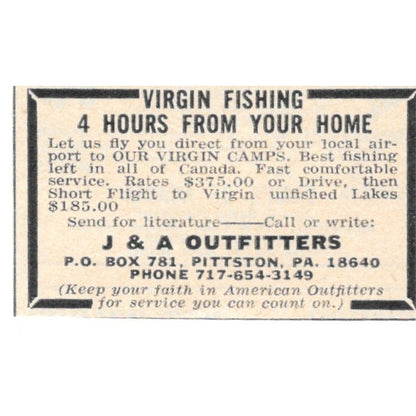 VIRGIN FISHING
4 HOURS FROM YOUR HOME
Let us fly you direct from your local air-
port to OUR VIRGIN CAMPS. Best fishing
left in all of Canada. Fast comfortable
service. Rates $375.00 or Drive, then
Short Flight to Virgin unfished Lakes
$185.00
Send for literature——Call or write:
J & A OUTFITTERS
P.O. BOX 781, PITTSTON, PA. 18640
PHONE 717-654-3149
(Keep your faith in American Outfitters
for service you can count on.)